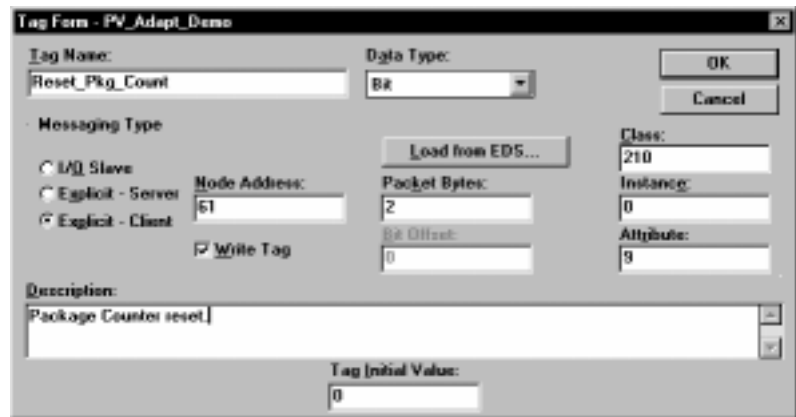 Tag Form - PV_Adapt_Demo
Tag Name:
Reset_Pkg_Count
Data Type:
Bit
OK
Cancel
Messaging Type
I/O Slave
Explicit - Server
Explicit - Client
Node Address:
61
Write Tag
Load from EDS...
Packet Bytes:
2
Bit Offset:
0
Class:
210
Instance:
0
Attribute:
9
Description:
Package Counter reset.
Tag Initial Value:
0